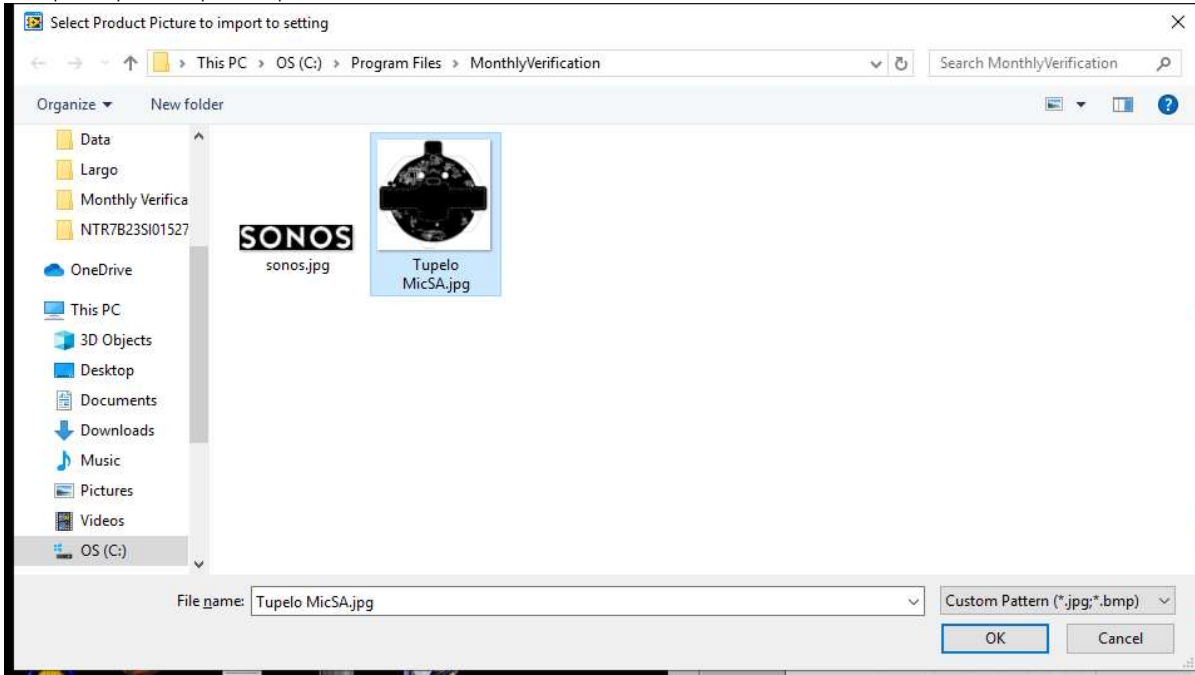 Select Product Picture to import to setting
This PC > OS (C:) > Program Files > MonthlyVerification
Search MonthlyVerification
Organize
New folder
Data
Largo
Monthly Verifica
NTR7B23SI01527
OneDrive
This PC
3D Objects
Desktop
Documents
Downloads
Music
Pictures
Videos
OS (C:)
SONOS
sonos.jpg
Tupelo
MicSA.jpg
File name: Tupelo MicSA.jpg
Custom Pattern (*.jpg;*.bmp)
OK
Cancel